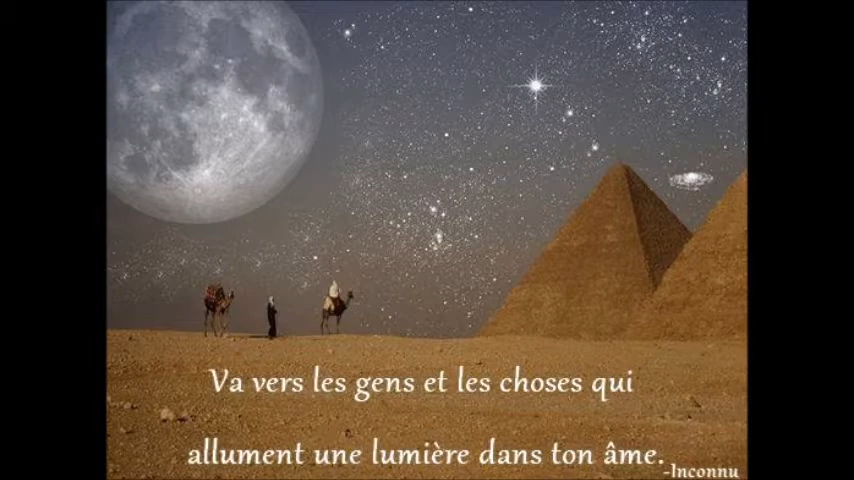 Va vers les gens et les choses qui
allument une lumière dans ton âme.
-Inconnu